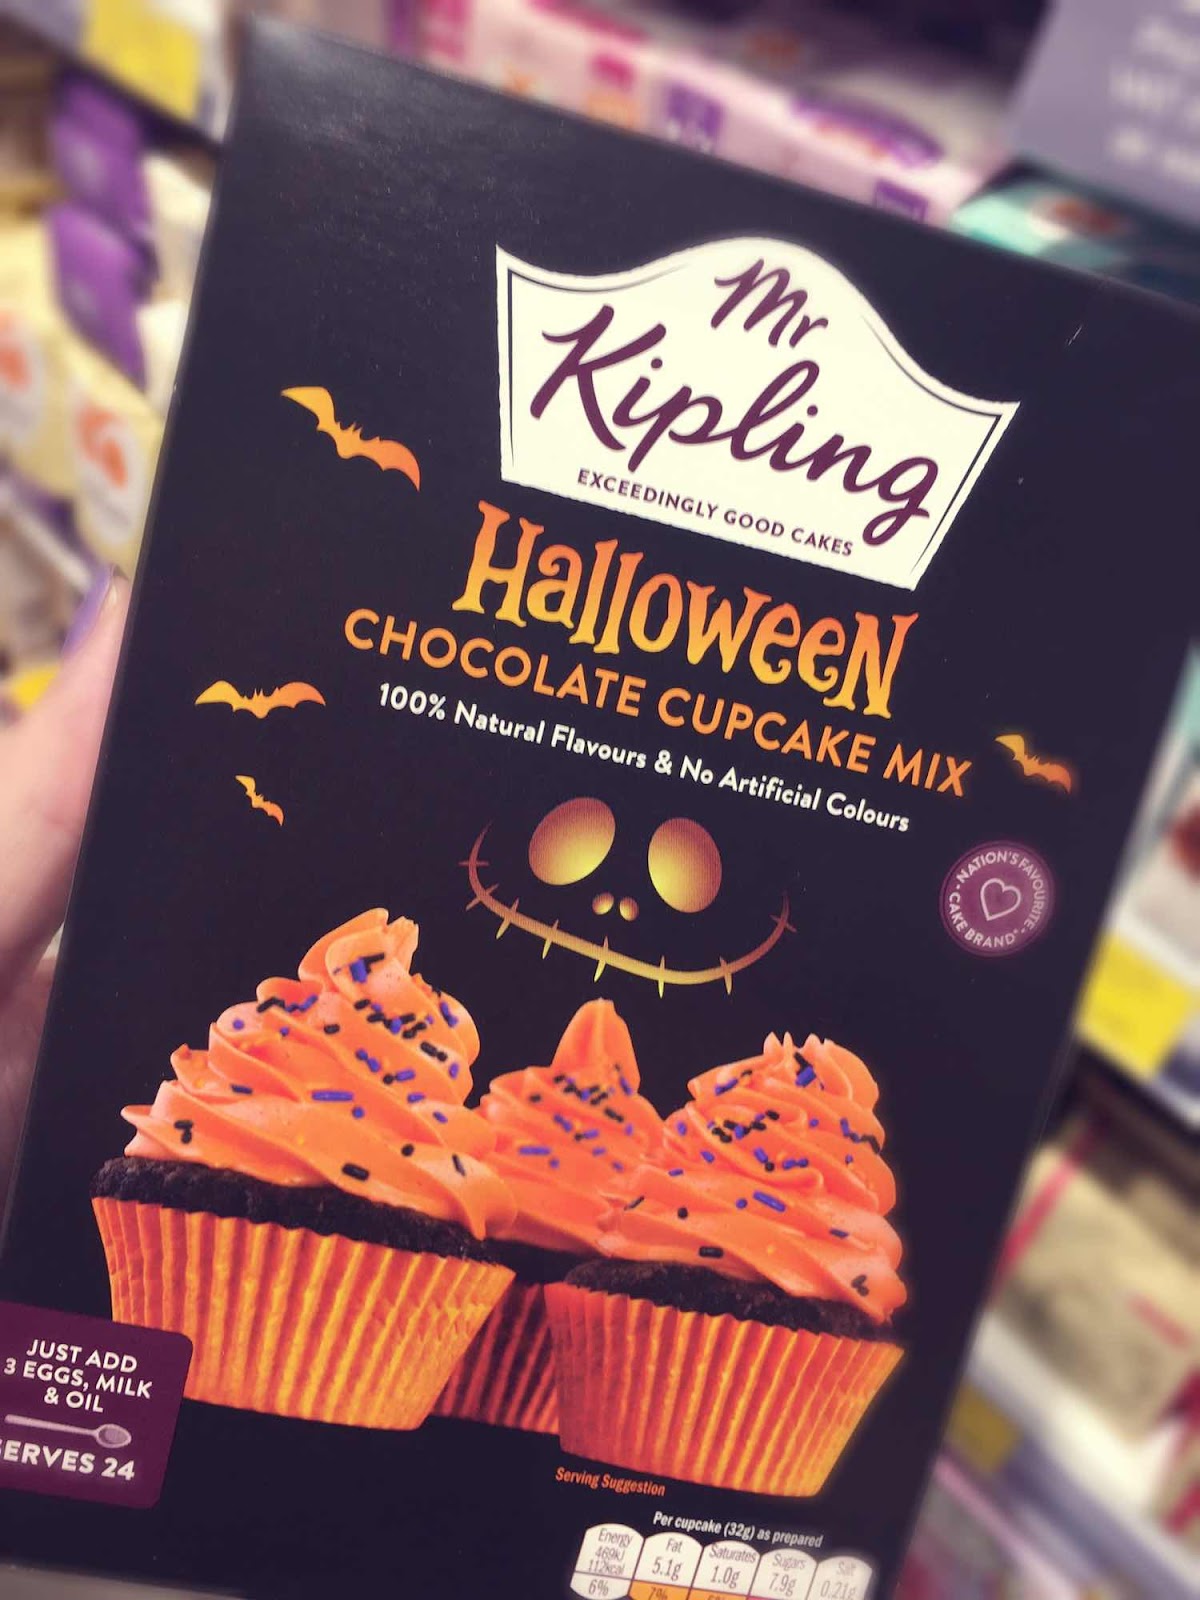 Mr
Kipling
EXCEEDINGLY GOOD CAKES
Halloween
CHOCOLATE CUPCAKE MIX
100% Natural Flavours & No Artificial Colours
NATION'S FAVOURITE
CAKE BRAND*
JUST ADD
3 EGGS, MILK
& OIL
SERVES 24
Serving Suggestion
Per cupcake (32g) as prepared
Energy Fat Saturates Sugars Salt
469kJ
112kcal 5.1g 1.0g 7.9g 0.21g
6% 7%